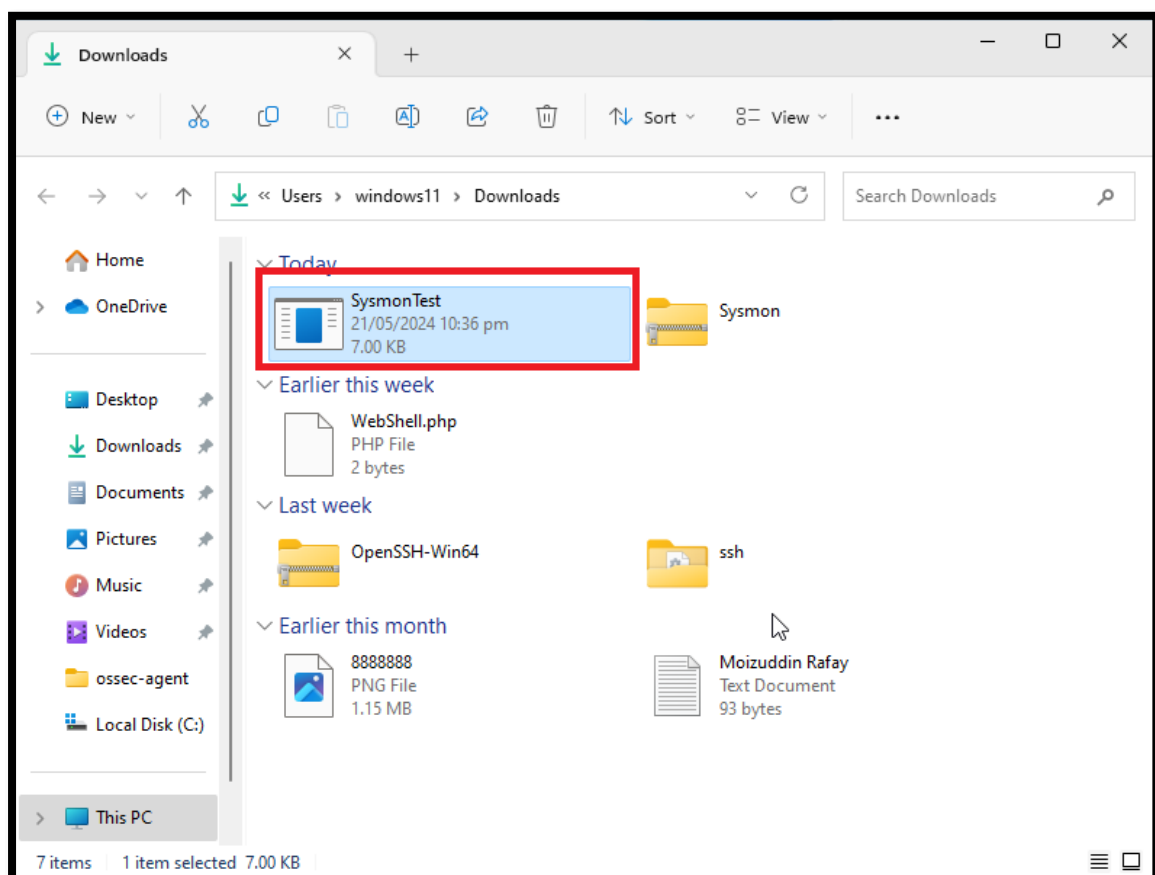 Downloads
New
Sort
View
Users > windows11 > Downloads
Search Downloads
Home
OneDrive
Desktop
Downloads
Documents
Pictures
Music
Videos
ossec-agent
Local Disk (C:)
This PC
Today
SysmonTest
21/05/2024 10:36 pm
7.00 KB
Sysmon
Earlier this week
WebShell.php
PHP File
2 bytes
Last week
OpenSSH-Win64
ssh
Earlier this month
8888888
PNG File
1.15 MB
Moizuddin Rafay
Text Document
93 bytes
7 items
1 item selected 7.00 KB